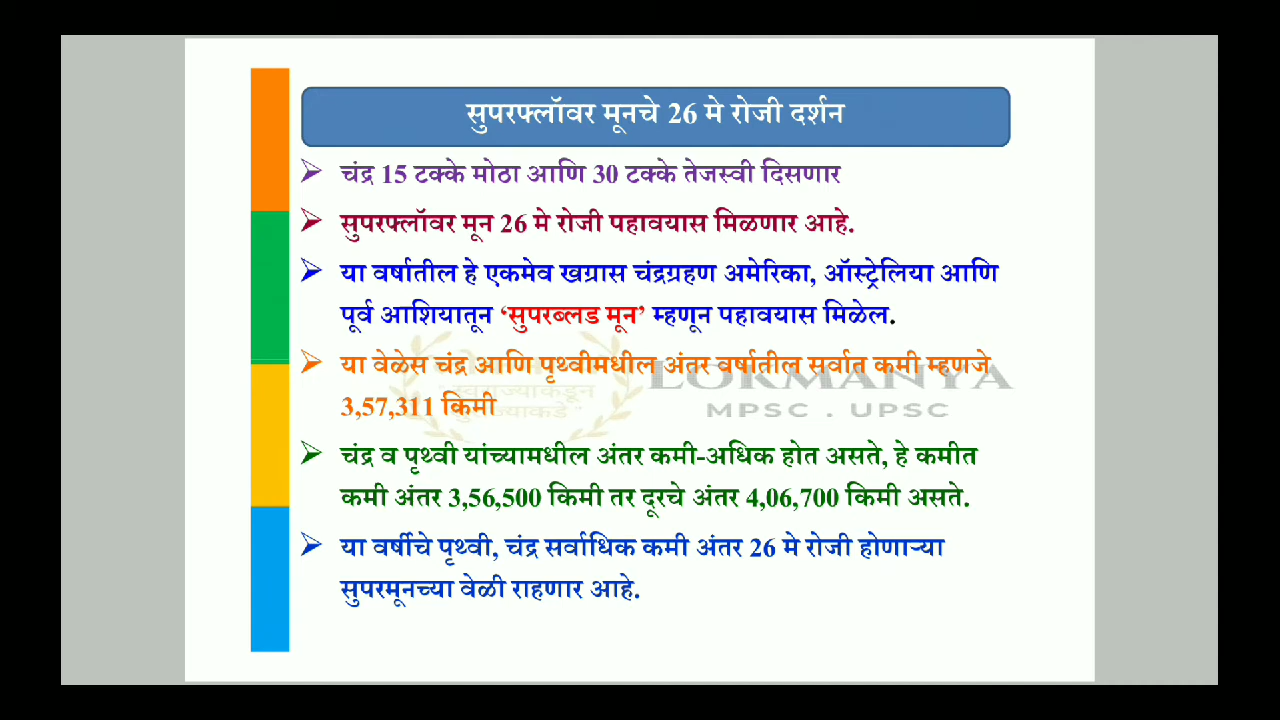 सुपरफ्लॉवर मूनचे 26 मे रोजी दर्शन
चंद्र 15 टक्के मोठा आणि 30 टक्के तेजस्वी दिसणार
सुपरफ्लॉवर मून 26 मे रोजी पहावयास मिळणार आहे.
या वर्षातील हे एकमेव खग्रास चंद्रग्रहण अमेरिका, ऑस्ट्रेलिया आणि
पूर्व आशियातून ‘सुपरब्लड मून’ म्हणून पहावयास मिळेल.
या वेळेस चंद्र आणि पृथ्वीमधील अंतर वर्षातील सर्वात कमी म्हणजे
3,57,311 किमी
LOKMANYA
MPSC . UPSC
चंद्र व पृथ्वी यांच्यामधील अंतर कमी-अधिक होत असते, हे कमीत
कमी अंतर 3,56,500 किमी तर दूरचे अंतर 4,06,700 किमी असते.
या वर्षीचे पृथ्वी, चंद्र सर्वाधिक कमी अंतर 26 मे रोजी होणाऱ्या
सुपरमूनच्या वेळी राहणार आहे.